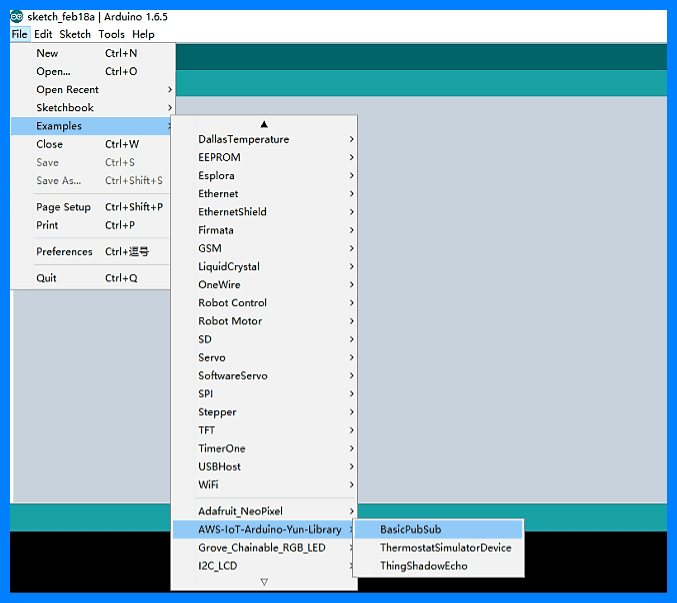 sketch_feb18a | Arduino 1.6.5
File Edit Sketch Tools Help
New Ctrl+N
Open... Ctrl+O
Open Recent
Sketchbook
Examples
Close Ctrl+W
Save Ctrl+S
Save As... Ctrl+Shift+S
Page Setup Ctrl+Shift+P
Print Ctrl+P
Preferences Ctrl+逗号
Quit Ctrl+Q
DallasTemperature
EEPROM
Esplora
Ethernet
EthernetShield
Firmata
GSM
LiquidCrystal
OneWire
Robot Control
Robot Motor
SD
Servo
SoftwareServo
SPI
Stepper
TFT
TimerOne
USBHost
WiFi
Adafruit_NeoPixel
AWS-IoT-Arduino-Yun-Library
Grove_Chainable_RGB_LED
I2C_LCD
BasicPubSub
ThermostatSimulatorDevice
ThingShadowEcho